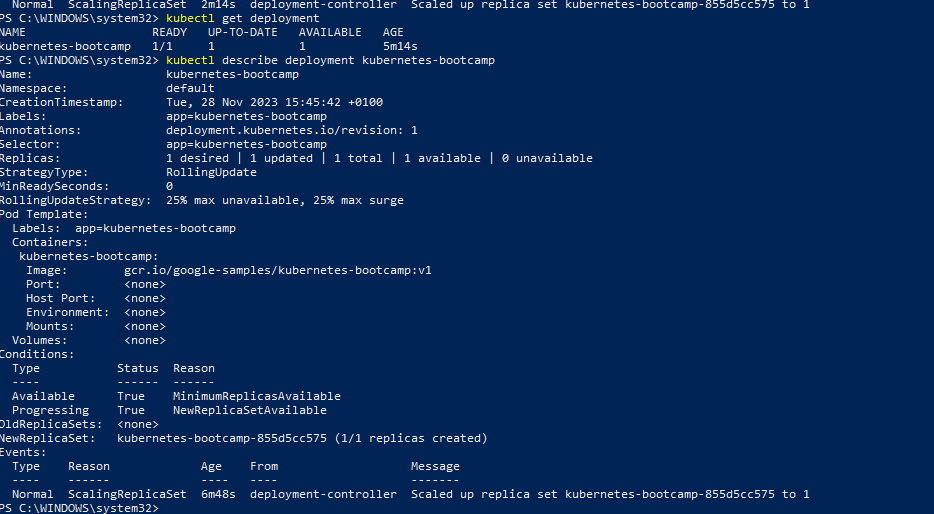 Normal  ScalingReplicaSet  2m14s  deployment-controller  Scaled up replica set kubernetes-bootcamp-855d5cc575 to 1
PS C:\WINDOWS\system32> kubectl get deployment
NAME                  READY   UP-TO-DATE   AVAILABLE   AGE
kubernetes-bootcamp   1/1     1            1           5m14s
PS C:\WINDOWS\system32> kubectl describe deployment kubernetes-bootcamp
Name:                   kubernetes-bootcamp
Namespace:              default
CreationTimestamp:      Tue, 28 Nov 2023 15:45:42 +0100
Labels:                 app=kubernetes-bootcamp
Annotations:            deployment.kubernetes.io/revision: 1
Selector:               app=kubernetes-bootcamp
Replicas:               1 desired | 1 updated | 1 total | 1 available | 0 unavailable
StrategyType:           RollingUpdate
MinReadySeconds:        0
RollingUpdateStrategy:  25% max unavailable, 25% max surge
Pod Template:
  Labels:  app=kubernetes-bootcamp
  Containers:
   kubernetes-bootcamp:
    Image:        gcr.io/google-samples/kubernetes-bootcamp:v1
    Port:         <none>
    Host Port:    <none>
    Environment:  <none>
    Mounts:       <none>
  Volumes:        <none>
Conditions:
  Type           Status  Reason
  ----           ------  ------
  Available      True    MinimumReplicasAvailable
  Progressing    True    NewReplicaSetAvailable
OldReplicaSets:  <none>
NewReplicaSet:   kubernetes-bootcamp-855d5cc575 (1/1 replicas created)
Events:
  Type    Reason             Age    From                   Message
  ----    ------             ----   ----                   -------
  Normal  ScalingReplicaSet  6m48s  deployment-controller  Scaled up replica set kubernetes-bootcamp-855d5cc575 to 1
PS C:\WINDOWS\system32>